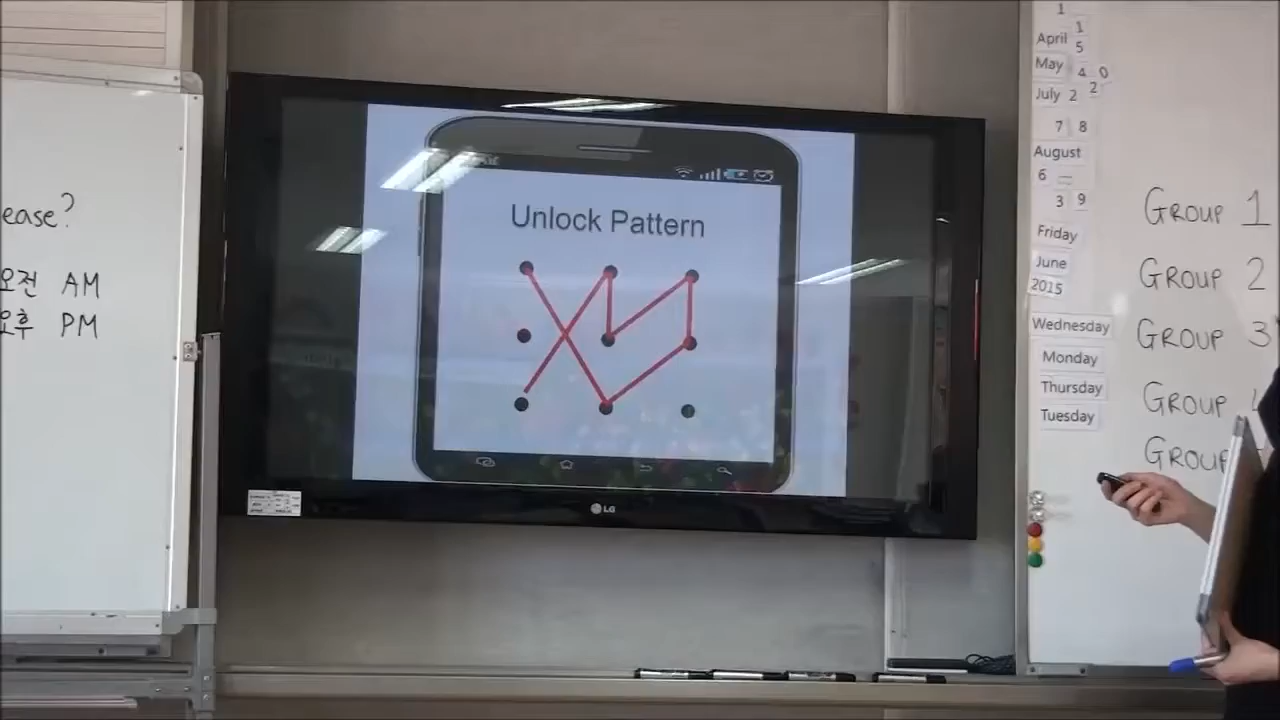 ease?
오전 AM
오후 PM
Unlock Pattern
LG
1
1
April
5
May
4 0
July 2 2
7 8
August
6
3 9
Friday
June
2015
Wednesday
Monday
Thursday
Tuesday
GROUP 1
GROUP 2
GROUP 3
GROUP
GROUP